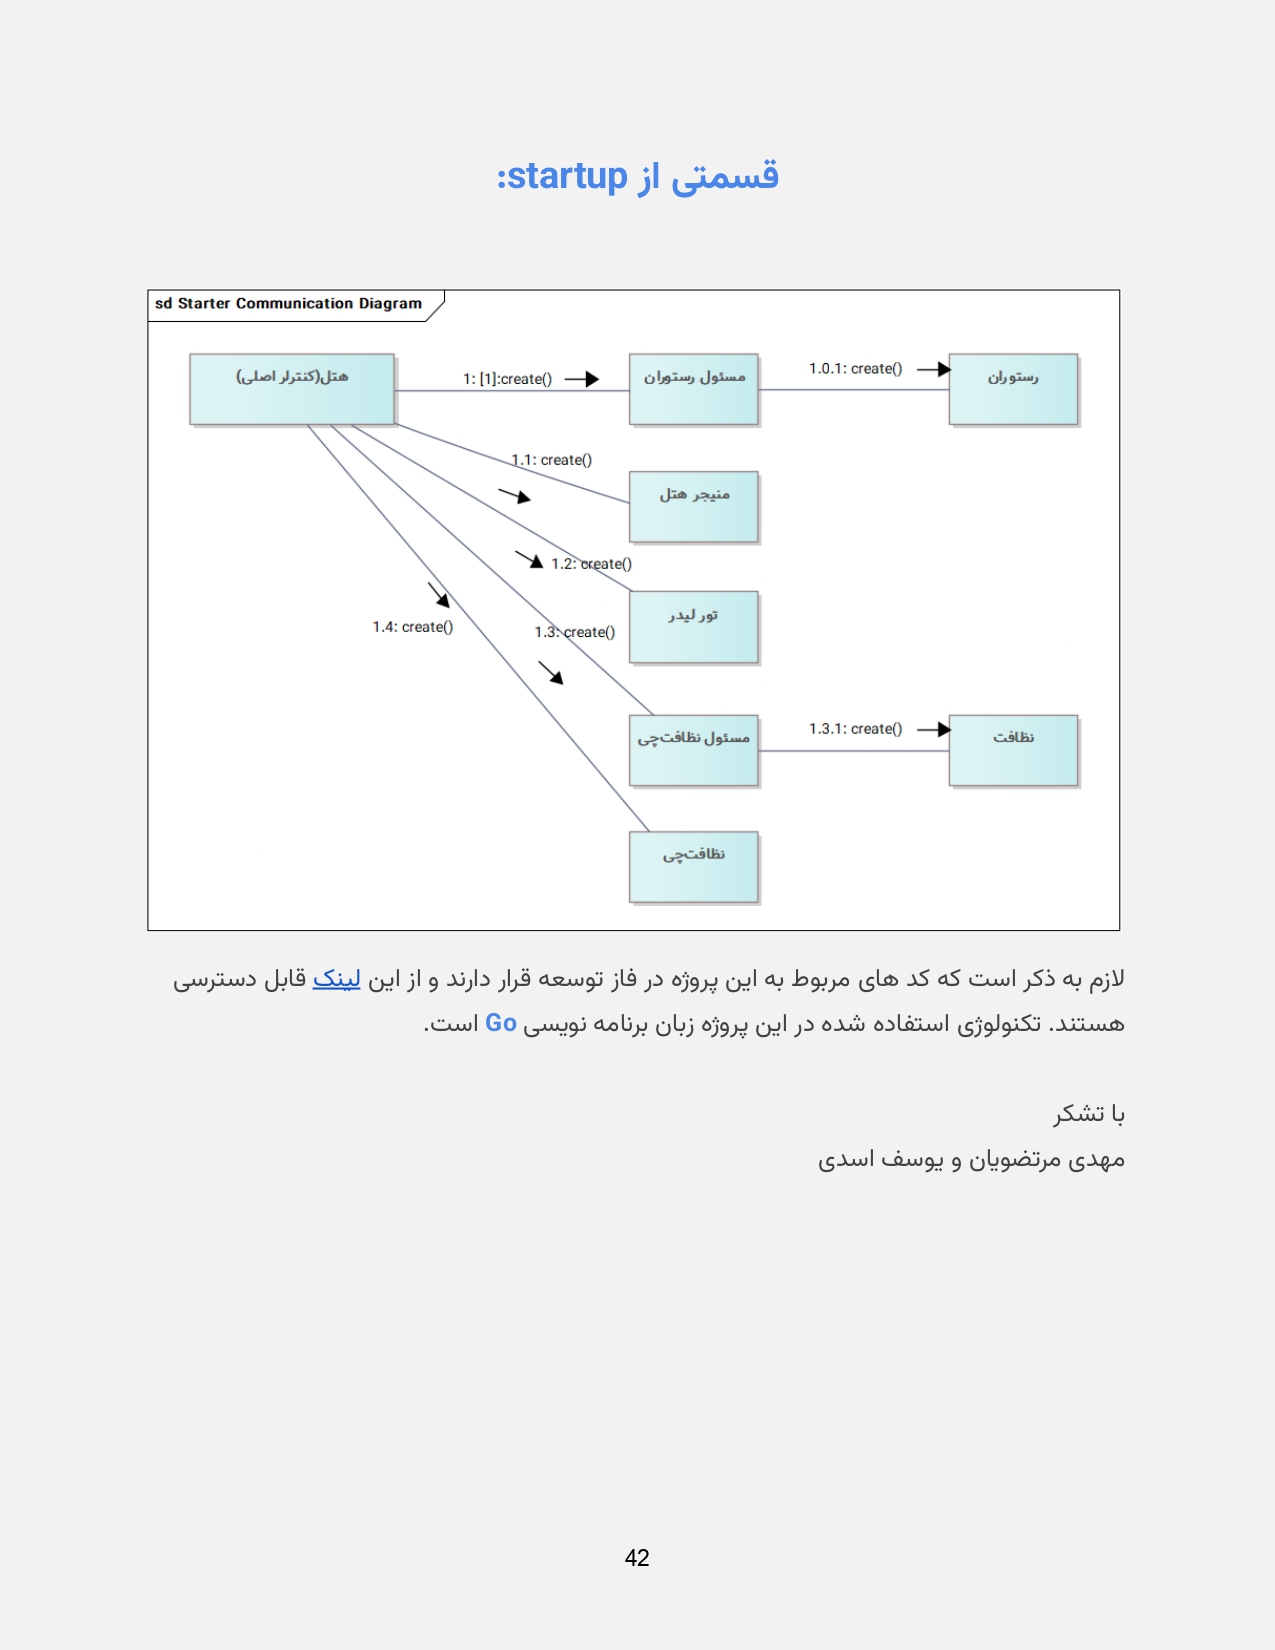 قسمتی از startup:
sd Starter Communication Diagram
هتل(کنترلر اصلی)
1: [1]:create()
مسئول رستوران
1.0.1: create()
رستوران
1.1: create()
منیجر هتل
1.2: create()
تور لیدر
1.4: create()
1.3: create()
مسئول نظافت‌چی
1.3.1: create()
نظافت
نظافت‌چی
لازم به ذکر است که کد های مربوط به این پروژه در فاز توسعه قرار دارند و از این لینک قابل دسترسی
هستند. تکنولوژی استفاده شده در این پروژه زبان برنامه نویسی Go است.
با تشکر
مهدی مرتضویان و یوسف اسدی
42